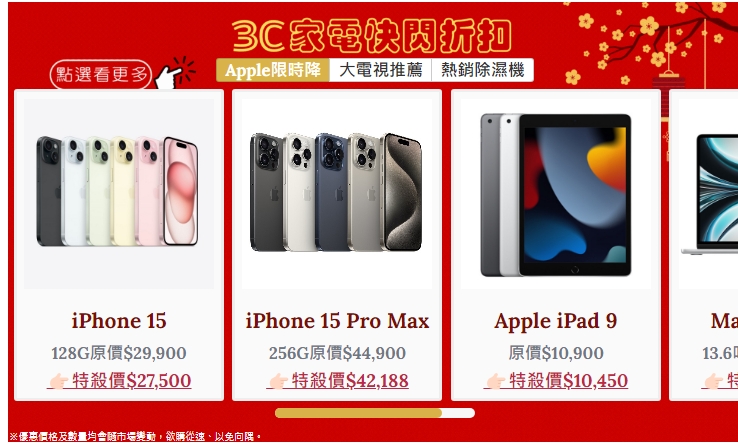 3C家電快閃折扣
點選看更多
Apple限時降 大電視推薦 熱銷除濕機
iPhone 15
128G原價$29,900
👉🏻特殺價$27,500
iPhone 15 Pro Max
256G原價$44,900
👉🏻特殺價$42,188
Apple iPad 9
原價$10,900
👉🏻特殺價$10,450
Ma
13.6
👉🏻特
※優惠價格及數量均會隨市場變動，欲購從速、以免向隅。